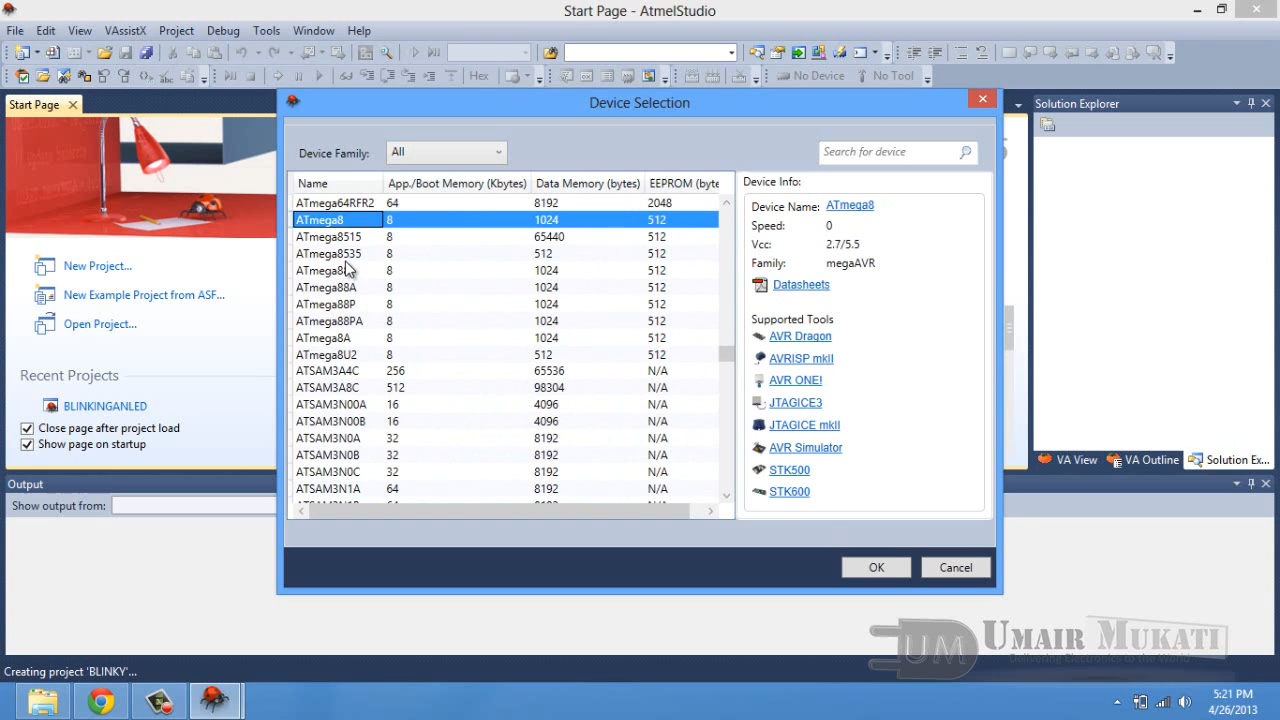 Start Page - AtmelStudio
File Edit View VAssistX Project Debug Tools Window Help
Hex No Device No Tool
Start Page
Device Selection
Solution Explorer
Device Family: All
Search for device
Name App./Boot Memory (Kbytes) Data Memory (bytes) EEPROM (byte
ATmega64RFR2 64 8192 2048
ATmega8 8 1024 512
ATmega8515 8 65440 512
ATmega8535 8 512 512
8 1024 512
ATmega88A 8 1024 512
ATmega88P 8 1024 512
ATmega88PA 8 1024 512
ATmega8A 8 1024 512
ATmega8U2 8 512 512
ATSAM3A4C 256 65536 N/A
ATSAM3A8C 512 98304 N/A
ATSAM3N00A 16 4096 N/A
ATSAM3N00B 16 4096 N/A
ATSAM3N0A 32 8192 N/A
ATSAM3N0B 32 8192 N/A
ATSAM3N0C 32 8192 N/A
ATSAM3N1A 64 8192 N/A
Device Info:
Device Name: ATmega8
Speed: 0
Vcc: 2.7/5.5
Family: megaAVR
Datasheets
Supported Tools
AVR Dragon
AVRISP mkII
AVR ONE!
JTAGICE3
JTAGICE mkII
AVR Simulator
STK500
STK600
OK Cancel
New Project...
New Example Project from ASF...
Open Project...
Recent Projects
BLINKINGANLED
Close page after project load
Show page on startup
VA View VA Outline Solution Ex...
Output
Show output from:
UM UMAIR MUKATI
Delivering Electronics to the World
Creating project 'BLINKY'...
5:21 PM
4/26/2013